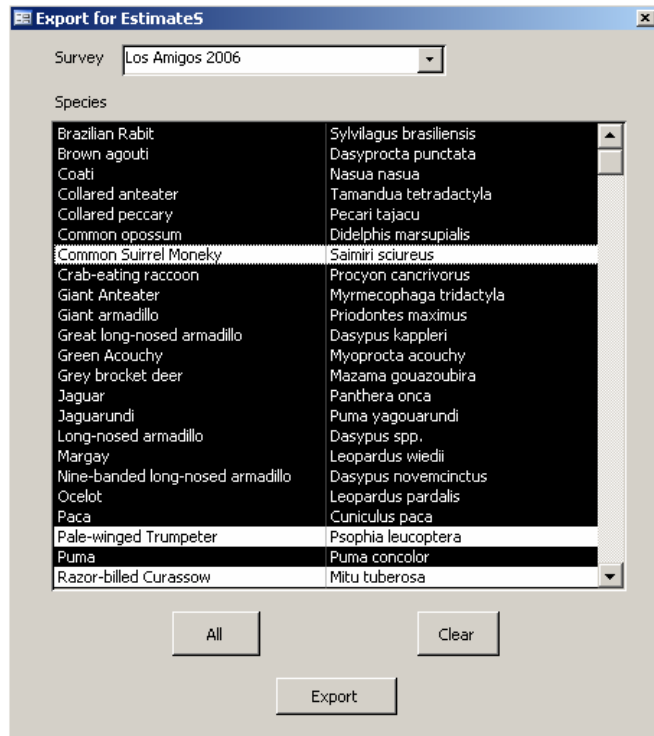 Export for EstimateS
Survey Los Amigos 2006
Species
Brazilian Rabit Sylvilagus brasiliensis
Brown agouti Dasyprocta punctata
Coati Nasua nasua
Collared anteater Tamandua tetradactyla
Collared peccary Pecari tajacu
Common opossum Didelphis marsupialis
Common Suirrel Moneky Saimiri sciureus
Crab-eating raccoon Procyon cancrivorus
Giant Anteater Myrmecophaga tridactyla
Giant armadillo Priodontes maximus
Great long-nosed armadillo Dasypus kappleri
Green Acouchy Myoprocta acouchy
Grey brocket deer Mazama gouazoubira
Jaguar Panthera onca
Jaguarundi Puma yagouarundi
Long-nosed armadillo Dasypus spp.
Margay Leopardus wiedii
Nine-banded long-nosed armadillo Dasypus novemcinctus
Ocelot Leopardus pardalis
Paca Cuniculus paca
Pale-winged Trumpeter Psophia leucoptera
Puma Puma concolor
Razor-billed Curassow Mitu tuberosa
All Clear
Export